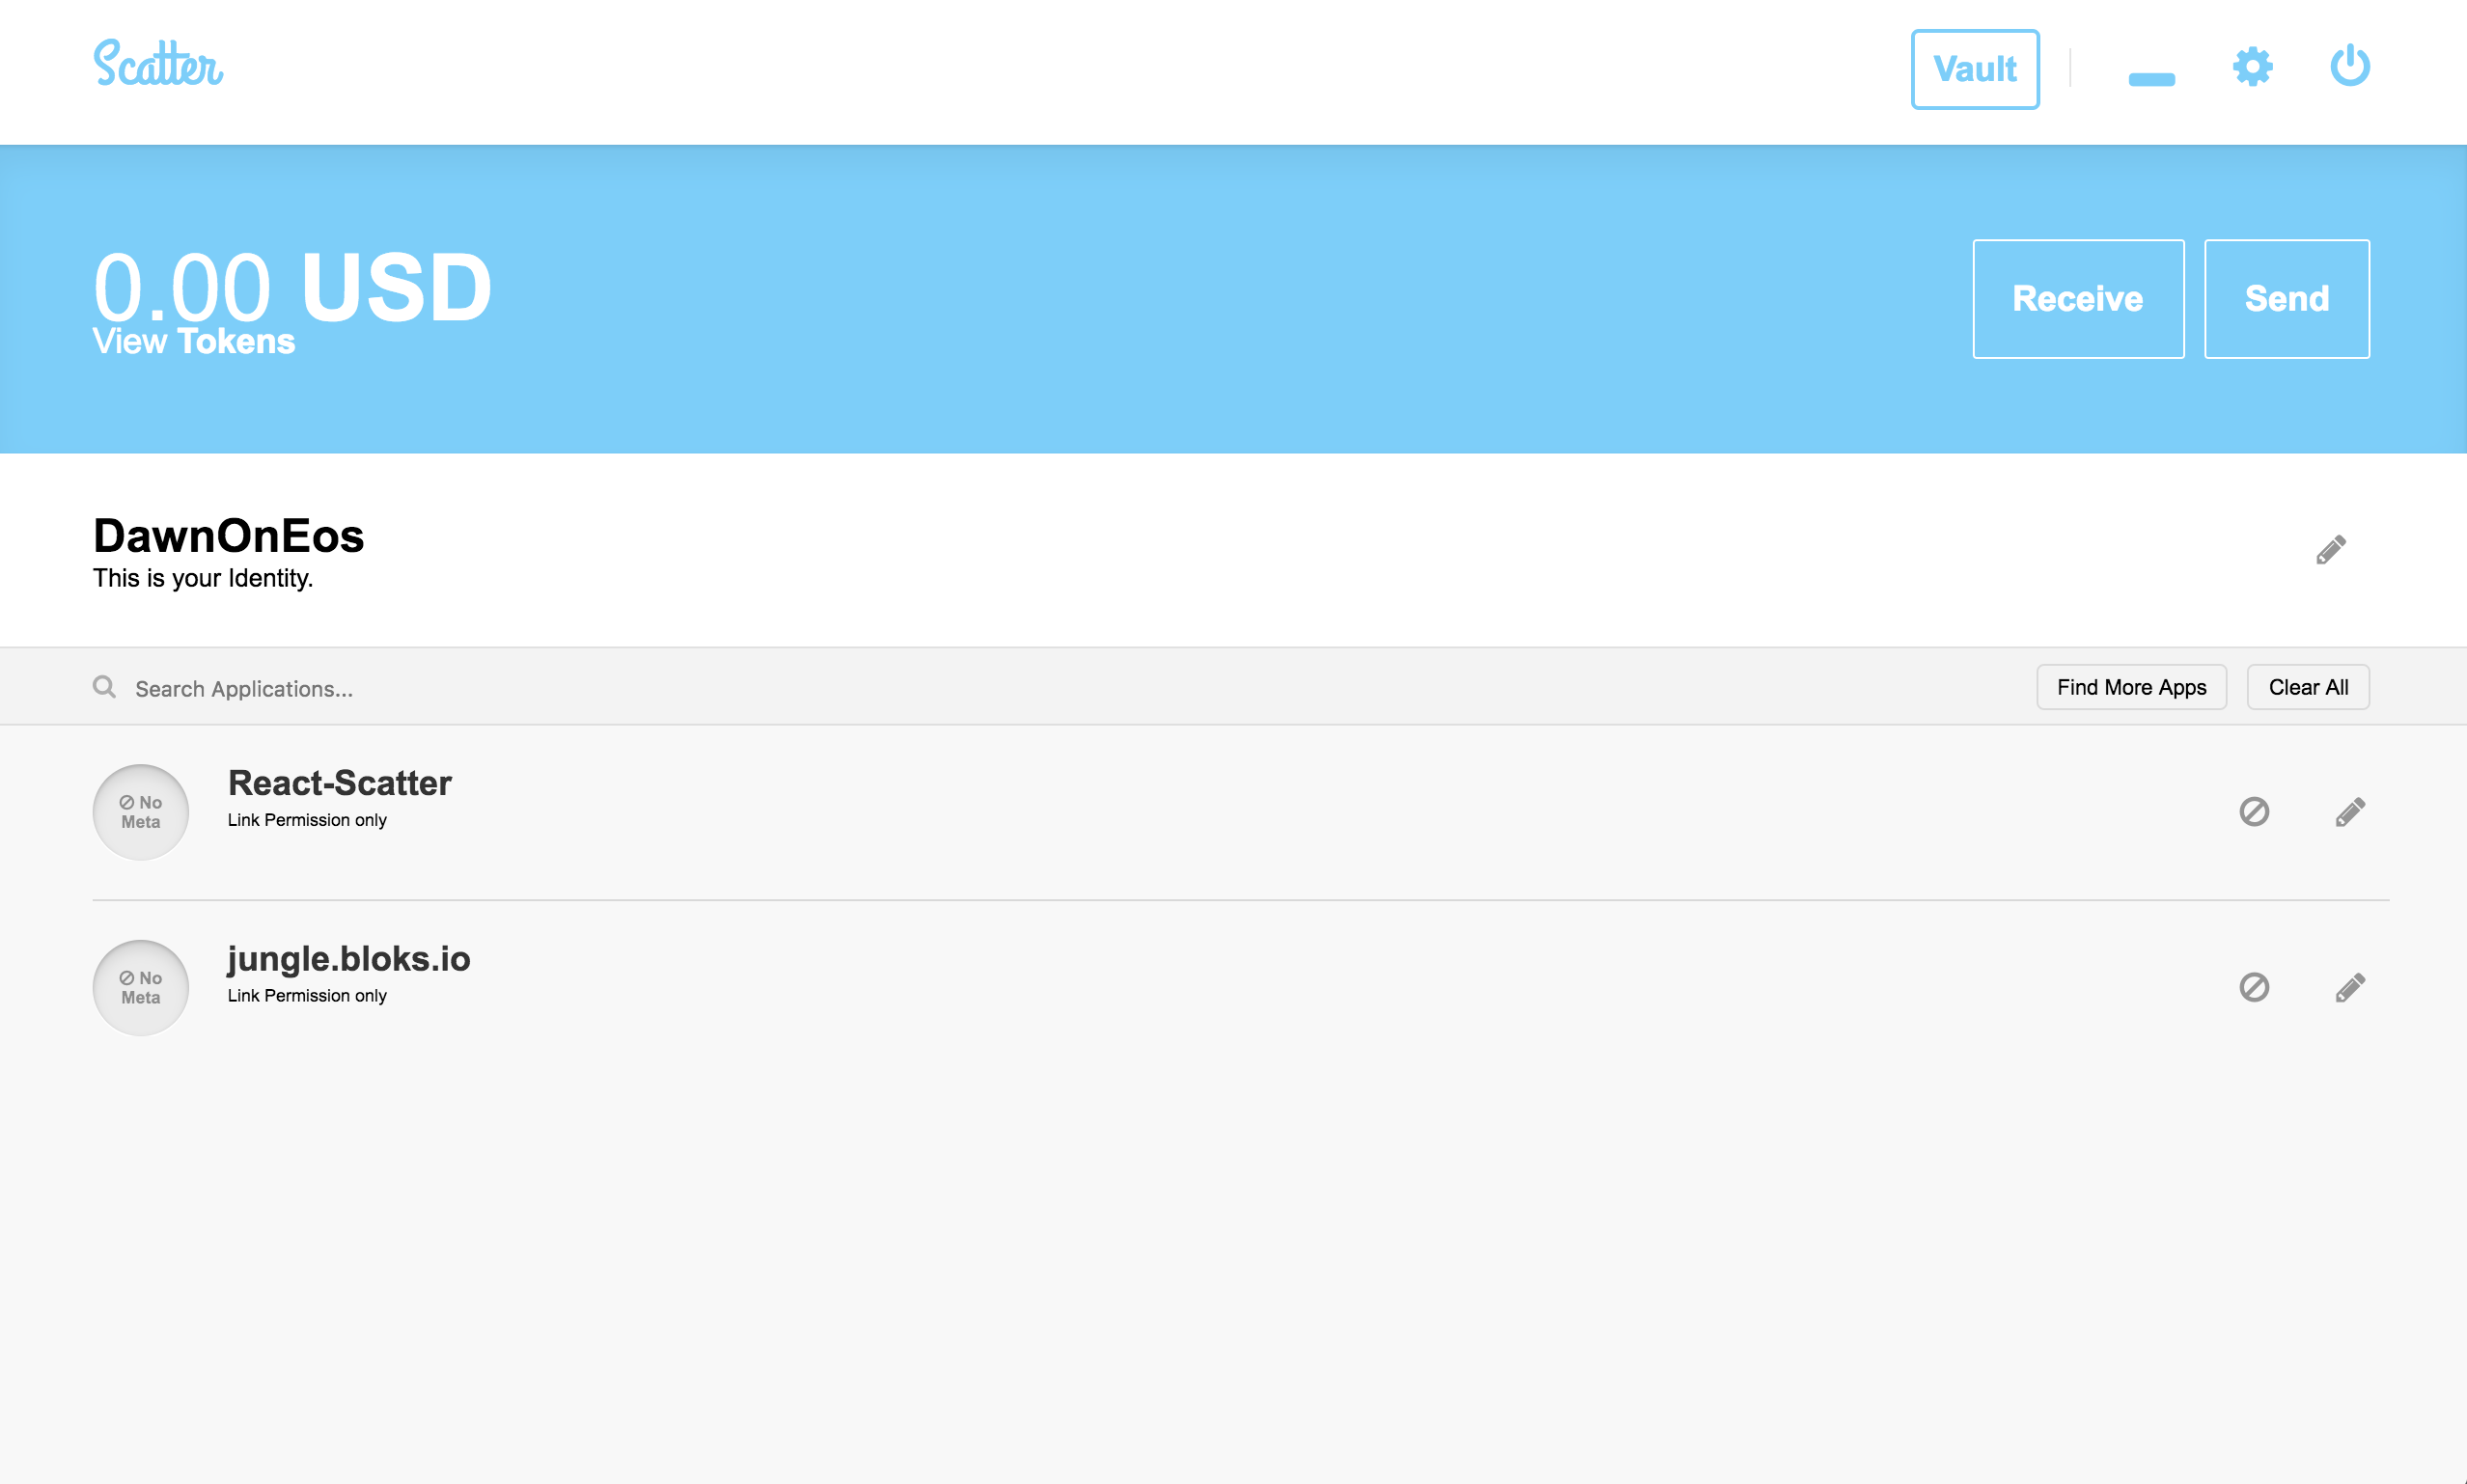 Scatter
Vault
0.00 USD
View Tokens
Receive
Send
DawnOnEos
This is your Identity.
Search Applications...
Find More Apps
Clear All
No
Meta
React-Scatter
Link Permission only
No
Meta
jungle.bloks.io
Link Permission only